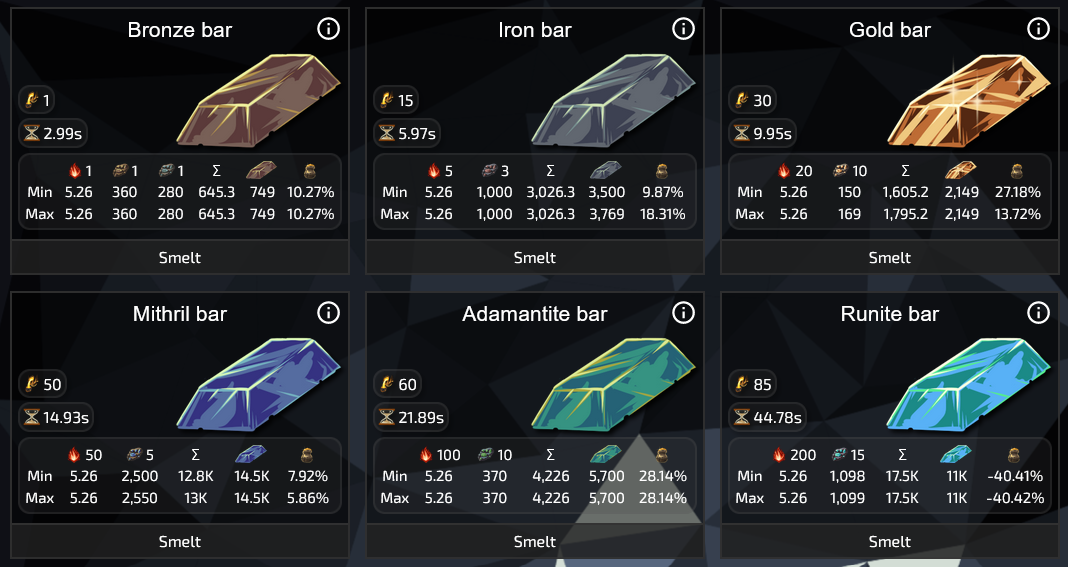 Bronze bar
1
2.99s
1 1 1 Σ
Min 5.26 360 280 645.3 749 10.27%
Max 5.26 360 280 645.3 749 10.27%
Smelt
Iron bar
15
5.97s
5 3 Σ
Min 5.26 1,000 3,026.3 3,500 9.87%
Max 5.26 1,000 3,026.3 3,769 18.31%
Smelt
Gold bar
30
9.95s
20 10 Σ
Min 5.26 150 1,605.2 2,149 27.18%
Max 5.26 169 1,795.2 2,149 13.72%
Smelt
Mithril bar
50
14.93s
50 5 Σ
Min 5.26 2,500 12.8K 14.5K 7.92%
Max 5.26 2,550 13K 14.5K 5.86%
Smelt
Adamantite bar
60
21.89s
100 10 Σ
Min 5.26 370 4,226 5,700 28.14%
Max 5.26 370 4,226 5,700 28.14%
Smelt
Runite bar
85
44.78s
200 15 Σ
Min 5.26 1,098 17.5K 11K -40.41%
Max 5.26 1,099 17.5K 11K -40.42%
Smelt